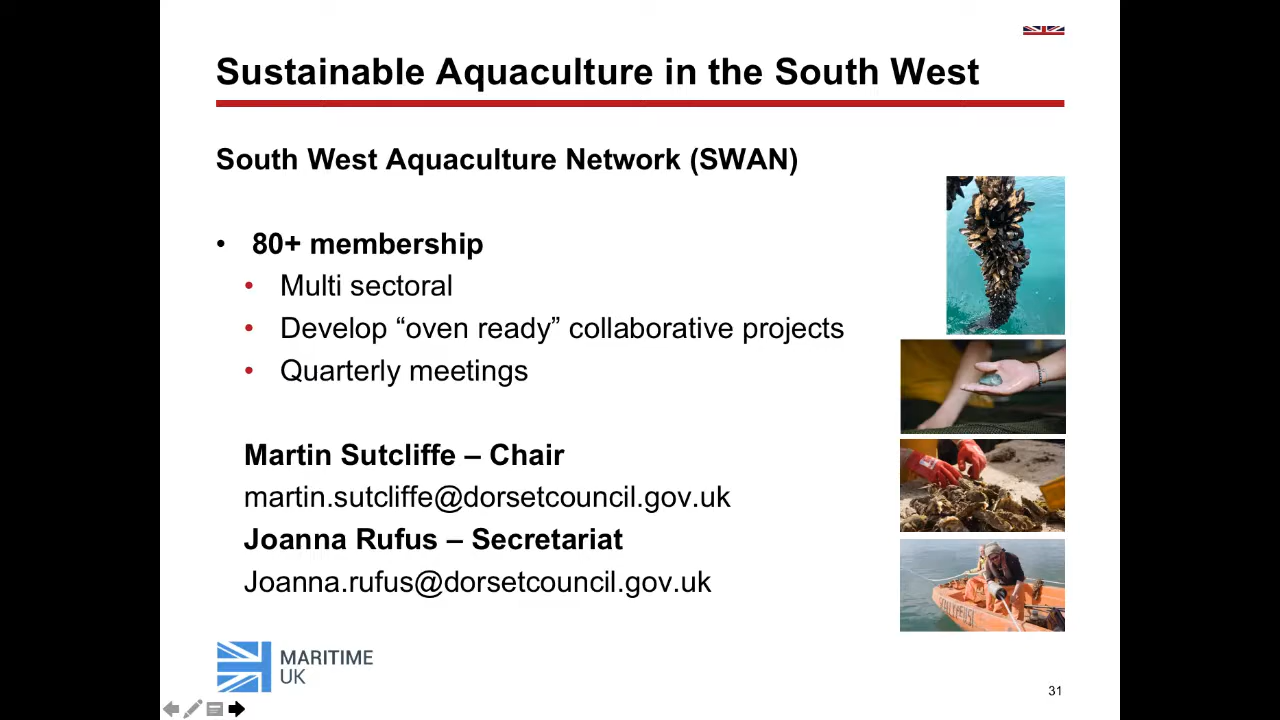 Sustainable Aquaculture in the South West
South West Aquaculture Network (SWAN)
• 80+ membership
• Multi sectoral
• Develop “oven ready” collaborative projects
• Quarterly meetings
Martin Sutcliffe – Chair
martin.sutcliffe@dorsetcouncil.gov.uk
Joanna Rufus – Secretariat
Joanna.rufus@dorsetcouncil.gov.uk
MARITIME
UK
31